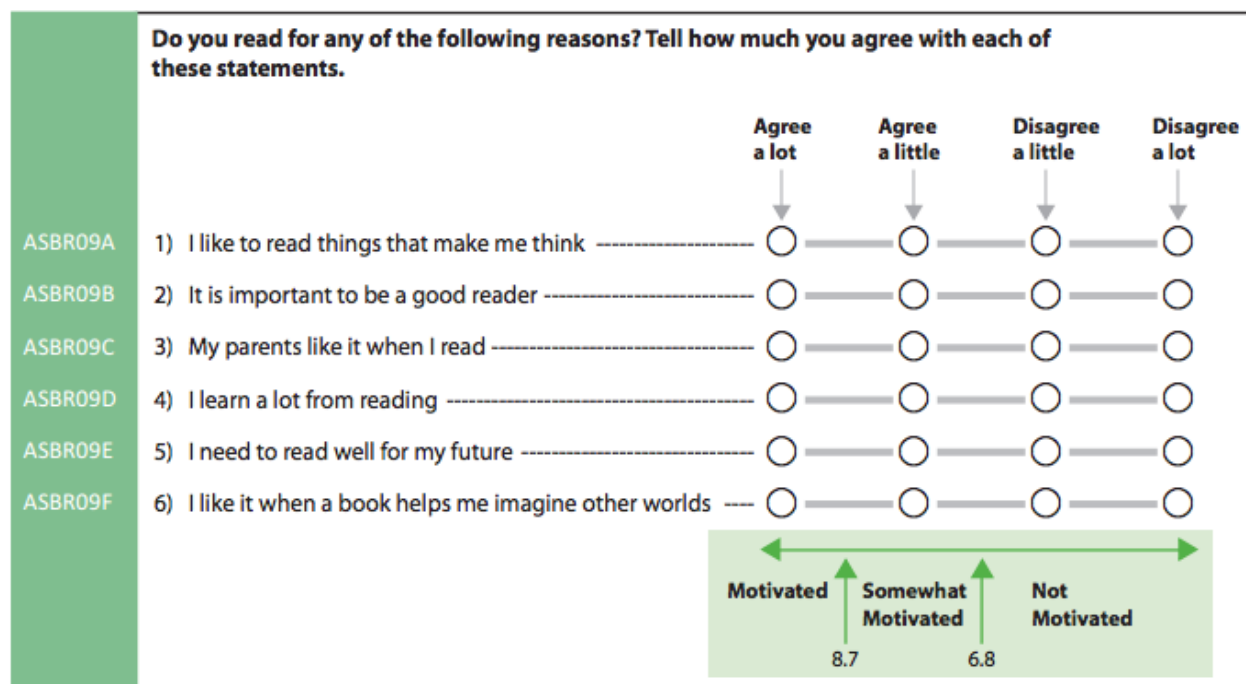 Do you read for any of the following reasons? Tell how much you agree with each of
these statements.
Agree a lot
Agree a little
Disagree a little
Disagree a lot
ASBR09A 1) I like to read things that make me think
ASBR09B 2) It is important to be a good reader
ASBR09C 3) My parents like it when I read
ASBR09D 4) I learn a lot from reading
ASBR09E 5) I need to read well for my future
ASBR09F 6) I like it when a book helps me imagine other worlds
Motivated
Somewhat Motivated
Not Motivated
8.7
6.8